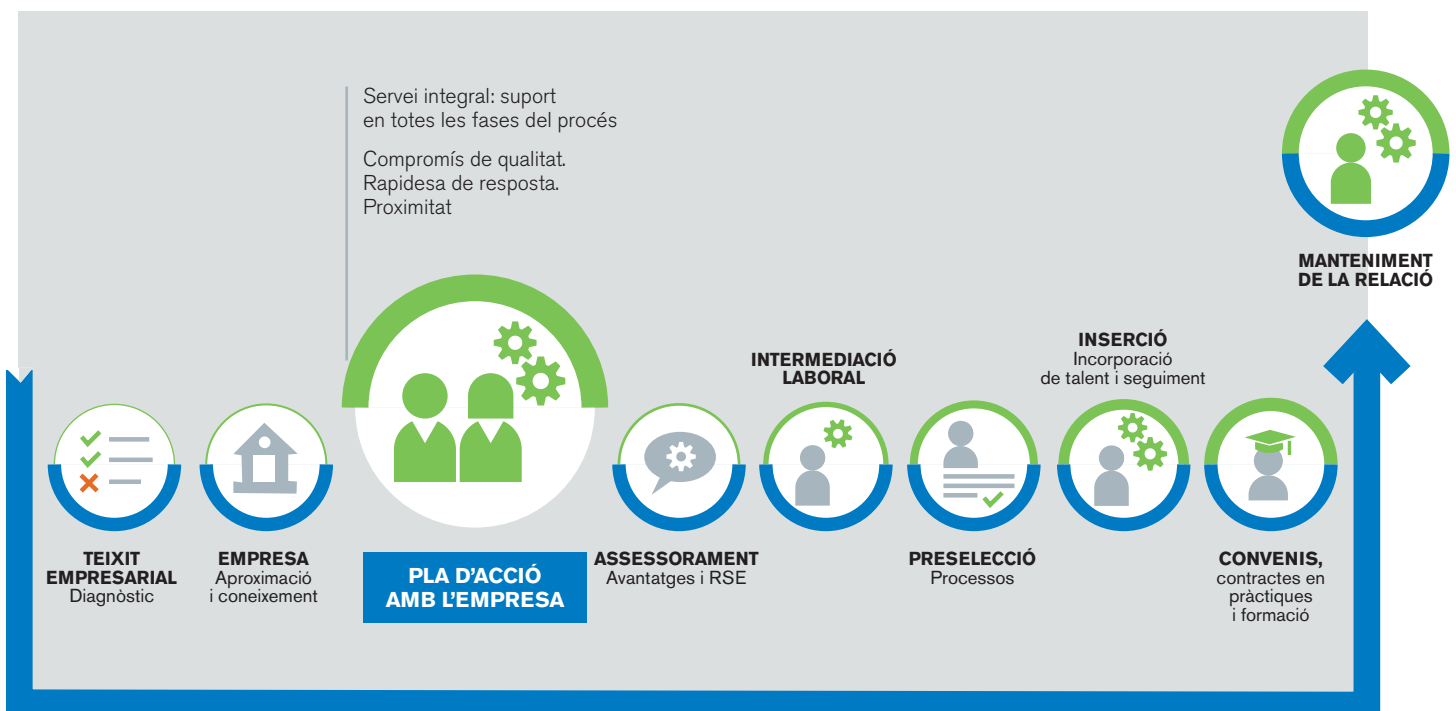 Servei integral: suport
en totes les fases del procés
Compromís de qualitat.
Rapidesa de resposta.
Proximitat
MANTENIMENT
DE LA RELACIÓ
TEIXIT
EMPRESARIAL
Diagnòstic
EMPRESA
Aproximació
i coneixement
PLA D’ACCIÓ
AMB L’EMPRESA
ASSESSORAMENT
Avantatges i RSE
INTERMEDIACIÓ
LABORAL
PRESELECCIÓ
Processos
INSERCIÓ
Incorporació
de talent i seguiment
CONVENIS,
contractes en
pràctiques
i formació